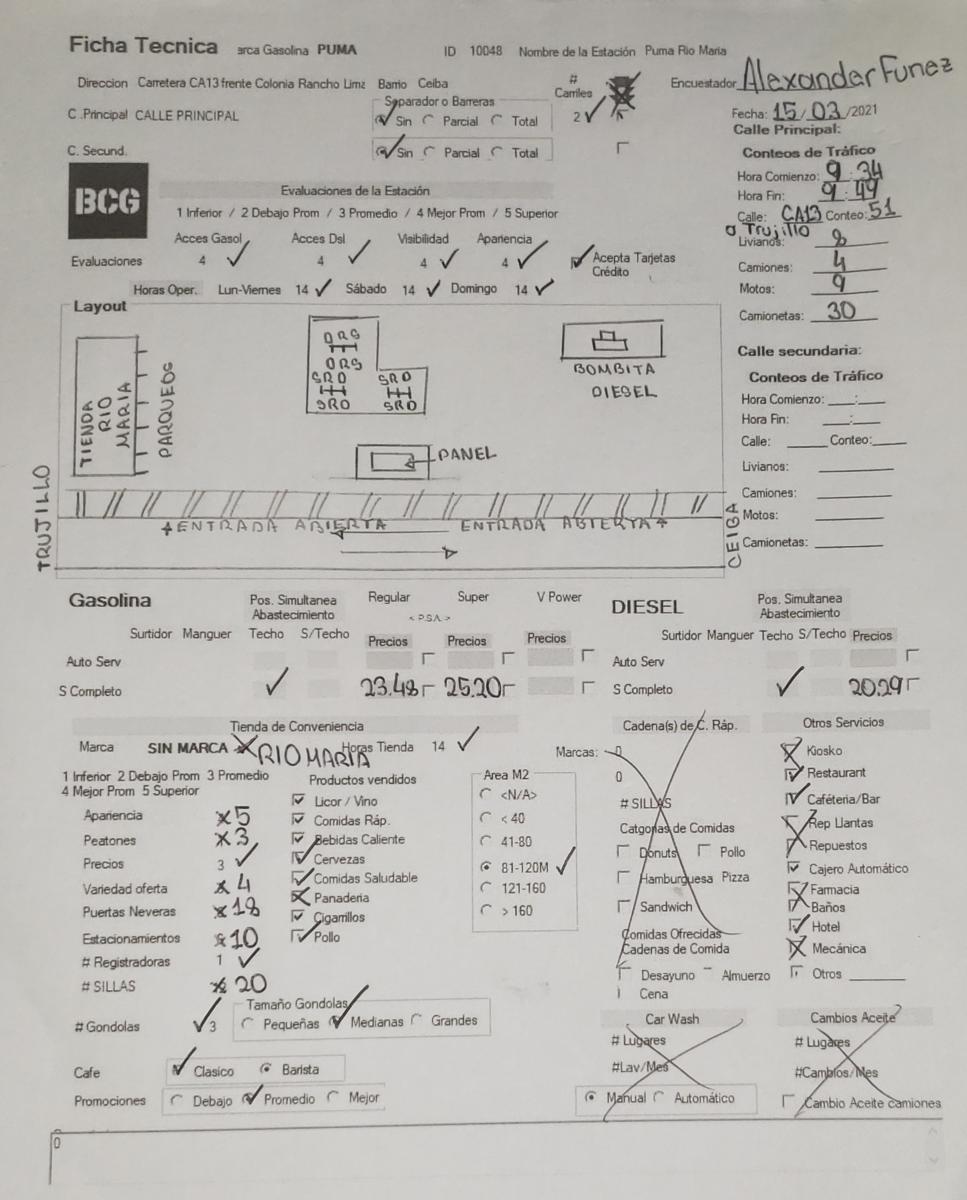 Ficha Tecnica arca Gasolina PUMA ID 10048 Nombre de la Estación Puma Rio Maria
Direccion Carretera CA13 frente Colonia Rancho Lima Barrio Ceiba # Carriles Encuestador Alexander Funez
C .Principal CALLE PRINCIPAL Separador o Barreras Sin Parcial Total 2 Fecha: 15/03/2021
Calle Principal:
C. Secund. Sin Parcial Total Conteos de Tráfico
BCG
Evaluaciones de la Estación
1 Inferior / 2 Debajo Prom / 3 Promedio / 4 Mejor Prom / 5 Superior
Acces Gasol Acces Dsl Visibilidad Apariencia
Evaluaciones 4 4 4 4 Acepta Tarjetas Crédito
Horas Oper. Lun-Viernes 14 Sábado 14 Domingo 14
Hora Comienzo: 9:34
Hora Fin: 9:49
Calle: CA13 Conteo: 51
a Trujillo
Livianos: 8
Camiones: 4
Motos: 9
Camionetas: 30
Calle secundaria:
Conteos de Tráfico
Hora Comienzo: ___:___
Hora Fin: ___:___
Calle: ___ Conteo: ___
Livianos:
Camiones:
Motos:
Camionetas:
Layout
TIENDA RIO MARIA
PARQUEOS
DRS
DRS
SRD SRD
SRD SRD
BOMBITA
DIESEL
PANEL
TRUJILLO
ENTRADA ABIERTA ENTRADA ABIERTA
CEIBA
Gasolina Pos. Simultanea Abastecimiento Regular Super V Power
< P.S.A. >
Surtidor Manguer Techo S/Techo Precios Precios Precios
Auto Serv
S Completo 23.48 25.20
DIESEL Pos. Simultanea Abastecimiento
Surtidor Manguer Techo S/Techo Precios
Auto Serv
S Completo 20.29
Tienda de Conveniencia
Marca SIN MARCA RIO MARIA Horas Tienda 14
1 Inferior 2 Debajo Prom 3 Promedio
4 Mejor Prom 5 Superior
Apariencia 5
Peatones 3
Precios 3
Variedad oferta 4
Puertas Neveras 18
Estacionamientos 10
# Registradoras 1
# SILLAS 20
# Gondolas 3
Tamaño Gondolas
Pequeñas Medianas Grandes
Cafe Clasico Barista
Promociones Debajo Promedio Mejor
Productos vendidos
Licor / Vino
Comidas Ráp.
Bebidas Caliente
Cervezas
Comidas Saludable
Panaderia
Cigarrillos
Pollo
Area M2
<N/A>
< 40
41-80
81-120M
121-160
> 160
Cadena(s) de C. Ráp.
Marcas: 0
0
# SILLAS
Catgorias de Comidas
Donuts Pollo
Hamburguesa Pizza
Sandwich
Comidas Ofrecidas
Cadenas de Comida
Desayuno Almuerzo
Cena
Otros Servicios
Kiosko
Restaurant
Caféteria/Bar
Rep Llantas
Repuestos
Cajero Automático
Farmacia
Baños
Hotel
Mecánica
Otros
Car Wash
# Lugares
#Lav/Mes
Manual Automático
Cambios Aceite
# Lugares
#Cambios/Mes
Cambio Aceite camiones
0